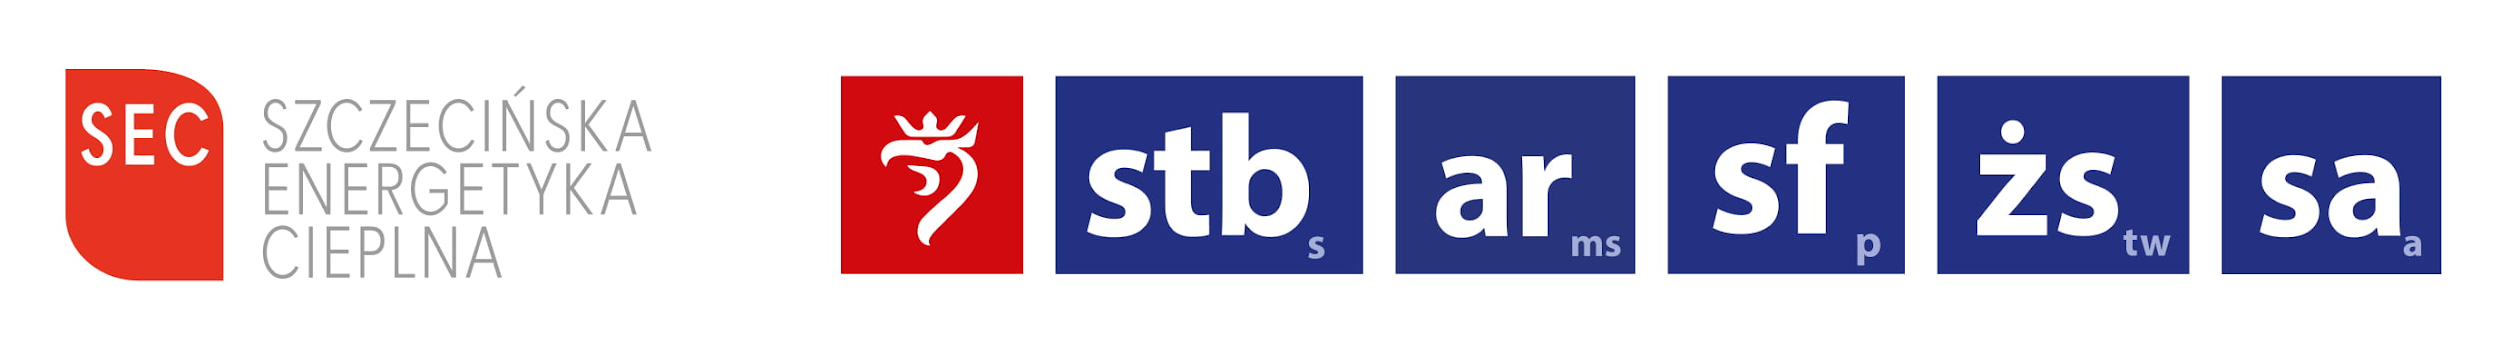 SEC
SZCZECIŃSKA
ENERGETYKA
CIEPLNA
stb s
ar ms
sf p
żs tw
sa a